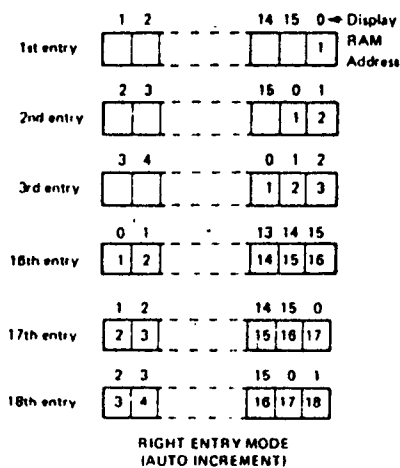 1 2 14 15 0 Display
1st entry 1 RAM
Address
2 3 15 0 1
2nd entry 1 2
3 4 0 1 2
3rd entry 1 2 3
0 1 13 14 15
16th entry 1 2 14 15 16
1 2 14 15 0
17th entry 2 3 15 16 17
2 3 15 0 1
18th entry 3 4 16 17 18
RIGHT ENTRY MODE
(AUTO INCREMENT)